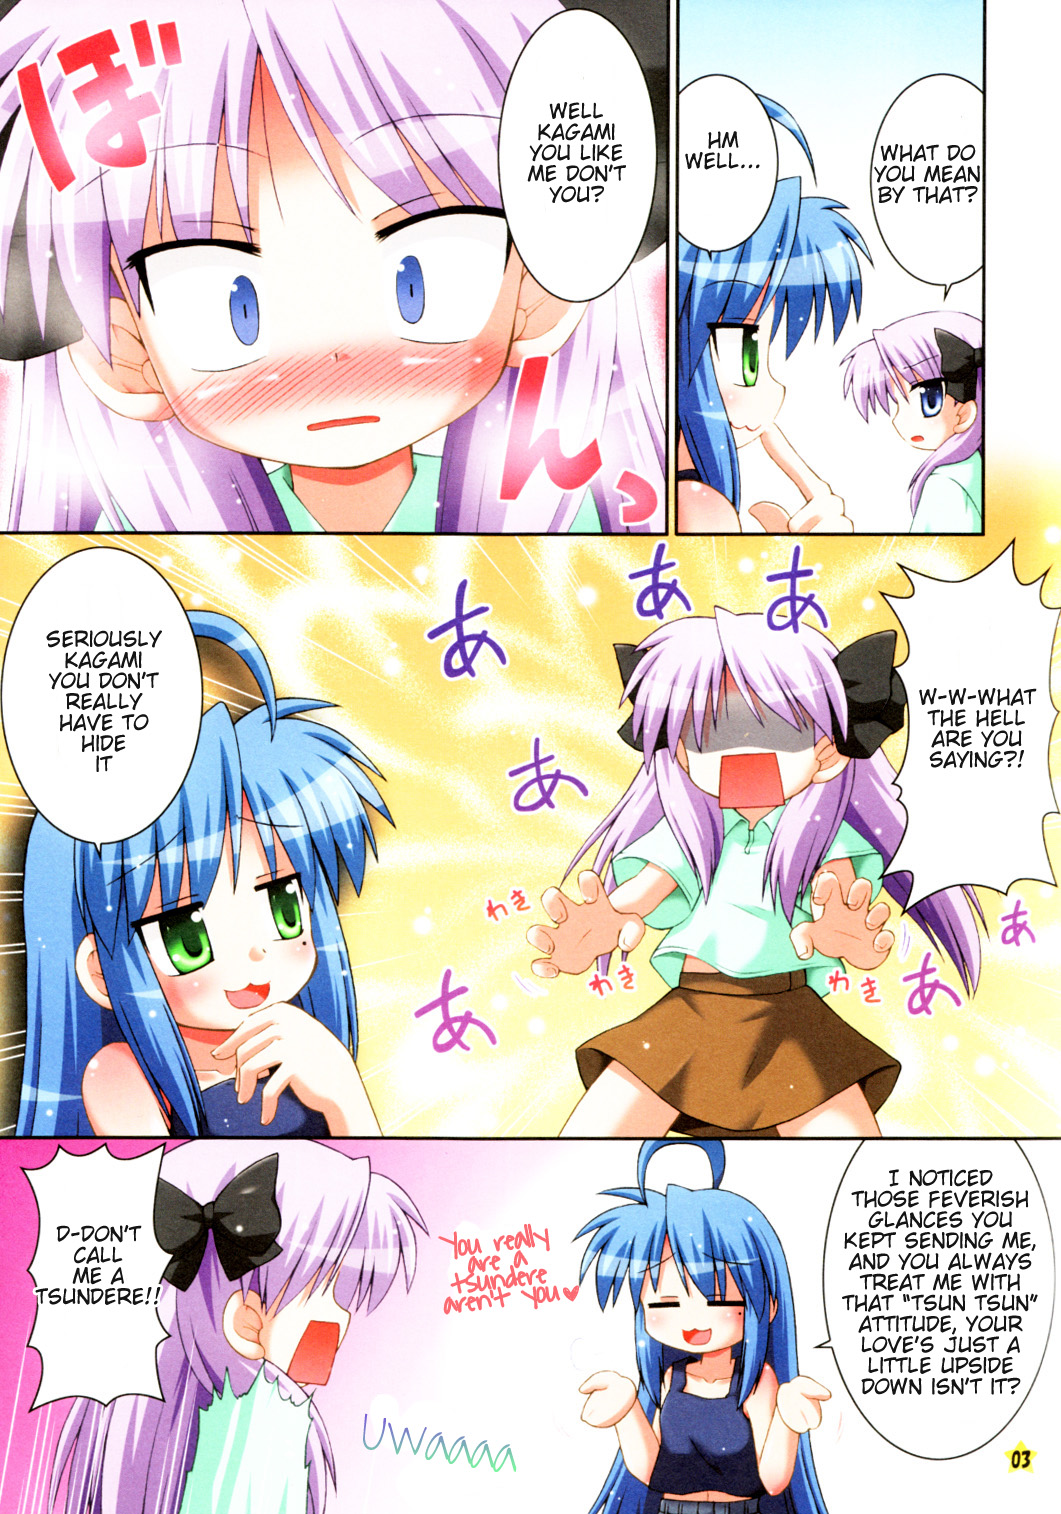 WHAT DO
YOU MEAN
BY THAT?
HM
WELL...
WELL
KAGAMI
YOU LIKE
ME DON'T
YOU?
ぼ
んっ
W-W-WHAT
THE HELL
ARE YOU
SAYING?!
あ
あ
あ
あ
あ
あ
あ
わき
わき
わき
SERIOUSLY
KAGAMI
YOU DON'T
REALLY
HAVE TO
HIDE
IT
I NOTICED
THOSE FEVERISH
GLANCES YOU
KEPT SENDING ME,
AND YOU ALWAYS
TREAT ME WITH
THAT "TSUN TSUN"
ATTITUDE, YOUR
LOVE'S JUST A
LITTLE UPSIDE
DOWN ISN'T IT?
You really
are a
tsundere
aren't you♥
D-DON'T
CALL
ME A
TSUNDERE!!
UWaaaa
03